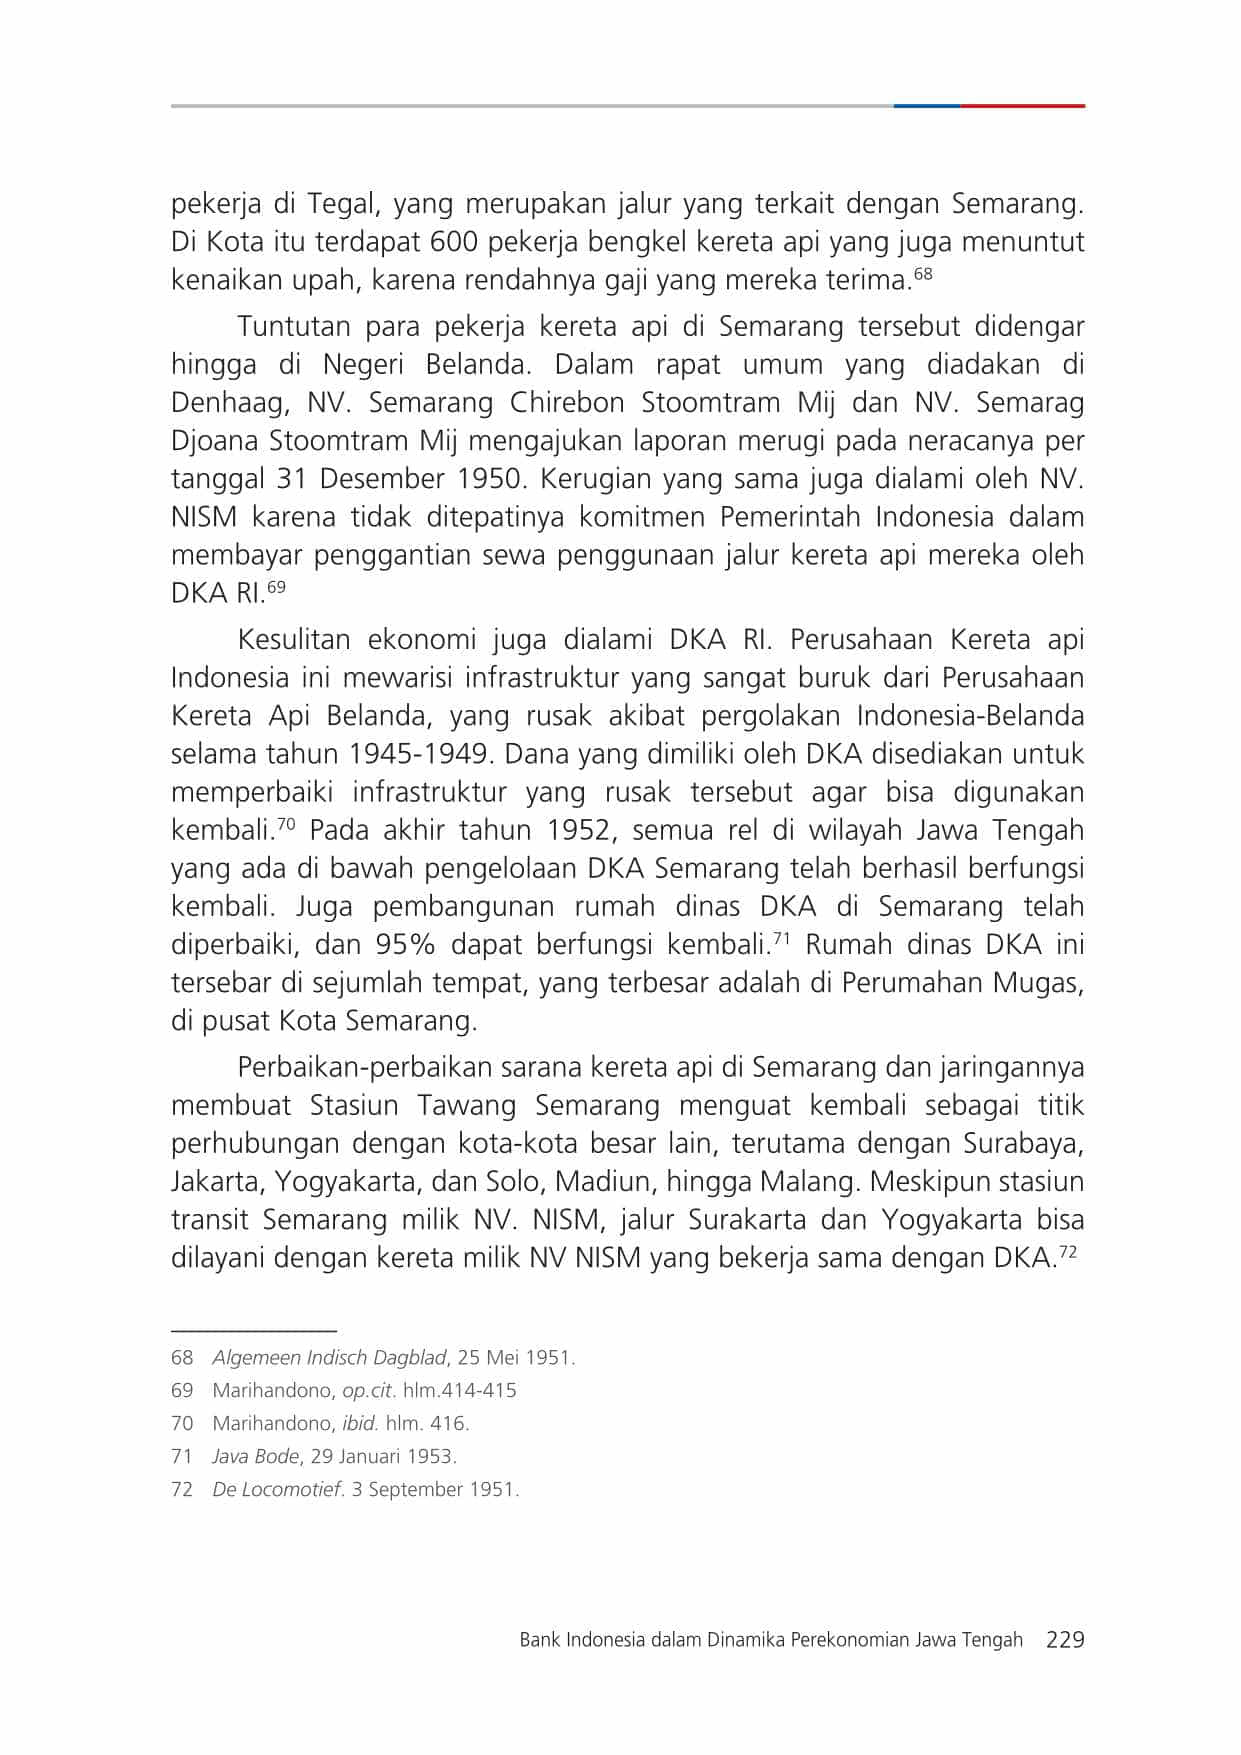 pekerja di Tegal, yang merupakan jalur yang terkait dengan Semarang.
Di Kota itu terdapat 600 pekerja bengkel kereta api yang juga menuntut
kenaikan upah, karena rendahnya gaji yang mereka terima.68
Tuntutan para pekerja kereta api di Semarang tersebut didengar
hingga di Negeri Belanda. Dalam rapat umum yang diadakan di
Denhaag, NV. Semarang Chirebon Stoomtram Mij dan NV. Semarag
Djoana Stoomtram Mij mengajukan laporan merugi pada neracanya per
tanggal 31 Desember 1950. Kerugian yang sama juga dialami oleh NV.
NISM karena tidak ditepatinya komitmen Pemerintah Indonesia dalam
membayar penggantian sewa penggunaan jalur kereta api mereka oleh
DKA RI.69
Kesulitan ekonomi juga dialami DKA RI. Perusahaan Kereta api
Indonesia ini mewarisi infrastruktur yang sangat buruk dari Perusahaan
Kereta Api Belanda, yang rusak akibat pergolakan Indonesia-Belanda
selama tahun 1945-1949. Dana yang dimiliki oleh DKA disediakan untuk
memperbaiki infrastruktur yang rusak tersebut agar bisa digunakan
kembali.70 Pada akhir tahun 1952, semua rel di wilayah Jawa Tengah
yang ada di bawah pengelolaan DKA Semarang telah berhasil berfungsi
kembali. Juga pembangunan rumah dinas DKA di Semarang telah
diperbaiki, dan 95% dapat berfungsi kembali.71 Rumah dinas DKA ini
tersebar di sejumlah tempat, yang terbesar adalah di Perumahan Mugas,
di pusat Kota Semarang.
Perbaikan-perbaikan sarana kereta api di Semarang dan jaringannya
membuat Stasiun Tawang Semarang menguat kembali sebagai titik
perhubungan dengan kota-kota besar lain, terutama dengan Surabaya,
Jakarta, Yogyakarta, dan Solo, Madiun, hingga Malang. Meskipun stasiun
transit Semarang milik NV. NISM, jalur Surakarta dan Yogyakarta bisa
dilayani dengan kereta milik NV NISM yang bekerja sama dengan DKA.72
68 Algemeen Indisch Dagblad, 25 Mei 1951.
69 Marihandono, op.cit. hlm.414-415
70 Marihandono, ibid. hlm. 416.
71 Java Bode, 29 Januari 1953.
72 De Locomotief. 3 September 1951.
Bank Indonesia dalam Dinamika Perekonomian Jawa Tengah 229